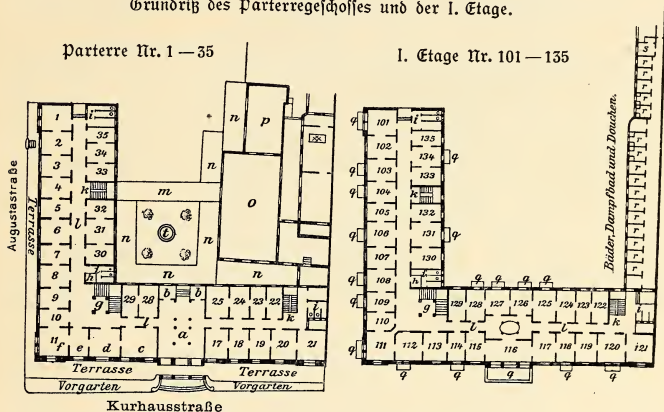 Grundriß des Parterregeschosses und der I. Etage.
Parterre Nr. 1—35
I. Etage Nr. 101—135
Augustastraße
Terrasse
1
2
3
4
5
6
7
8
9
10
11
f
e
d
c
i
35
34
33
k
32
31
30
l
h
g
29
28
b
b
l
a
25
24
23
22
k
i
17
18
19
20
21
m
n
n
n
n
n
n
i
o
p
Terrasse
Terrasse
Vorgarten
Vorgarten
Kurhausstraße
q
101
102
103
104
105
106
107
108
109
110
111
i
135
134
133
k
132
131
130
h
g
129
128
127
126
125
124
123
122
k
i
l
l
112
113
114
115
116
117
118
119
120
i21
q
q
q
q
s
Bäder, Dampfbad und Douchen.